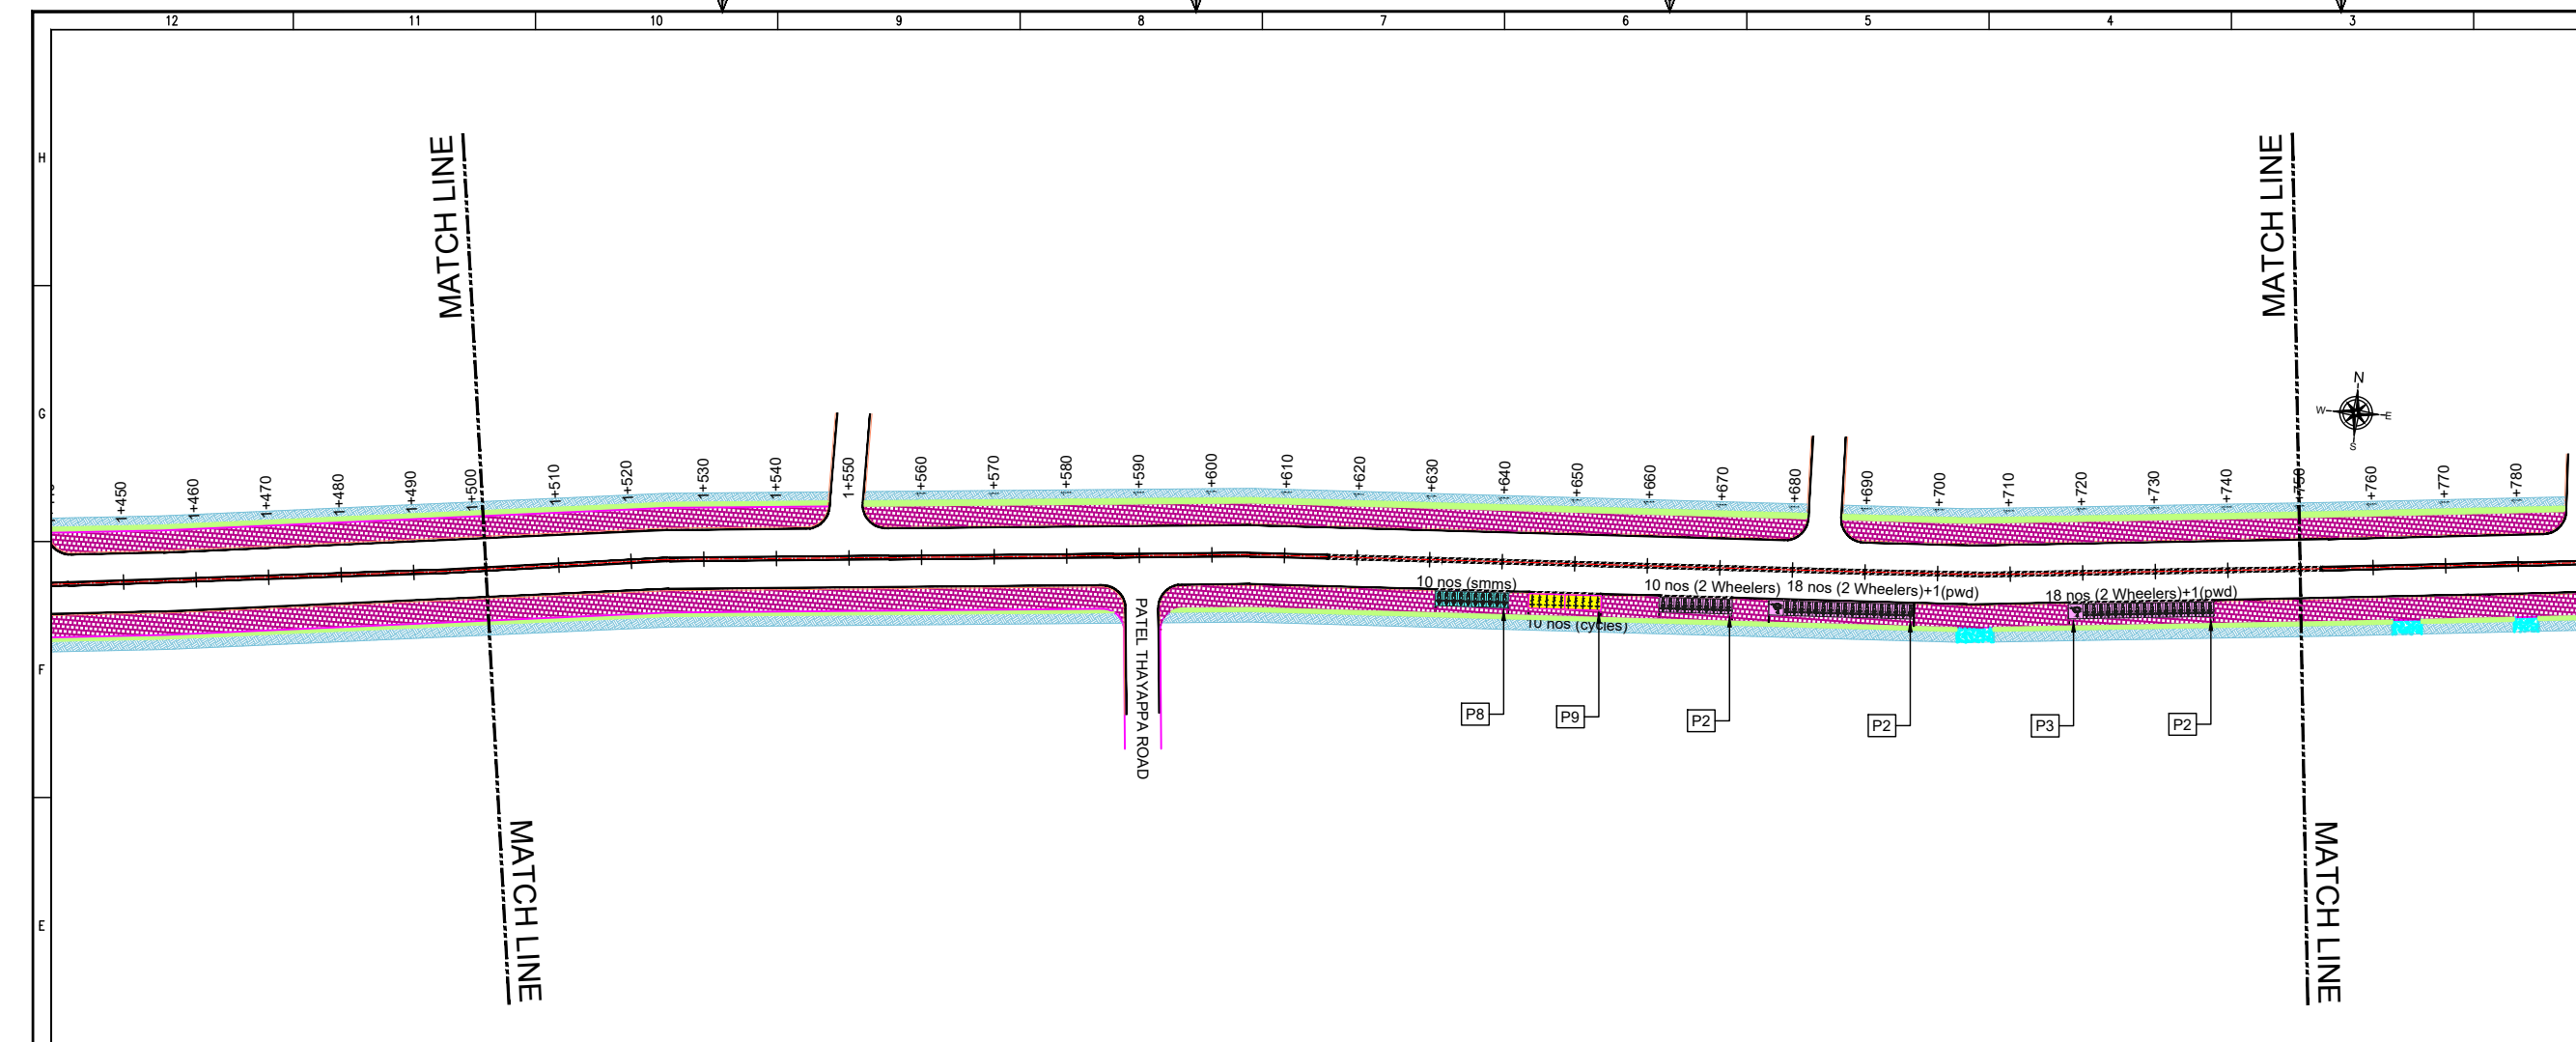 12 11 10 9 8 7 6 5 4 3
H
MATCH LINE
MATCH LINE
N
W E
S
G
1+450 1+460 1+470 1+480 1+490 1+500 1+510 1+520 1+530 1+540 1+550 1+560 1+570 1+580 1+590 1+600 1+610 1+620 1+630 1+640 1+650 1+660 1+670 1+680 1+690 1+700 1+710 1+720 1+730 1+740 1+750 1+760 1+770 1+780
10 nos (smms)
10 nos (cycles)
10 nos (2 Wheelers)
18 nos (2 Wheelers)+1(pwd)
18 nos (2 Wheelers)+1(pwd)
F
PATEL THAYAPPA ROAD
P8 P9 P2 P2 P3 P2
MATCH LINE
MATCH LINE
E